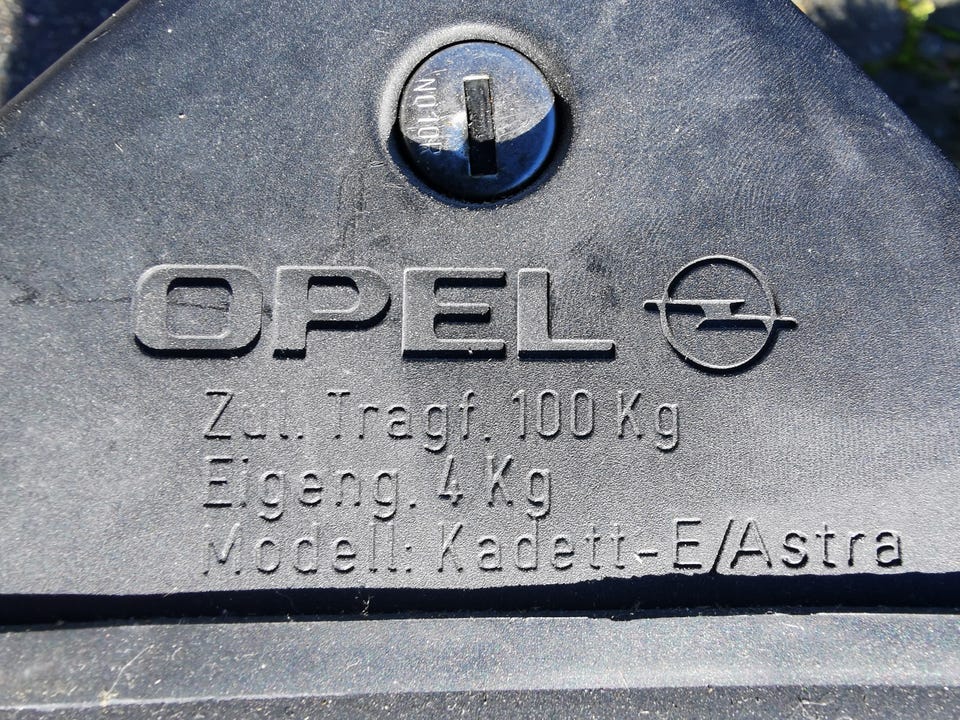 OPEL
Zul. Tragf. 100 Kg
Eigeng. 4 Kg
Modell: Kadett-E/Astra